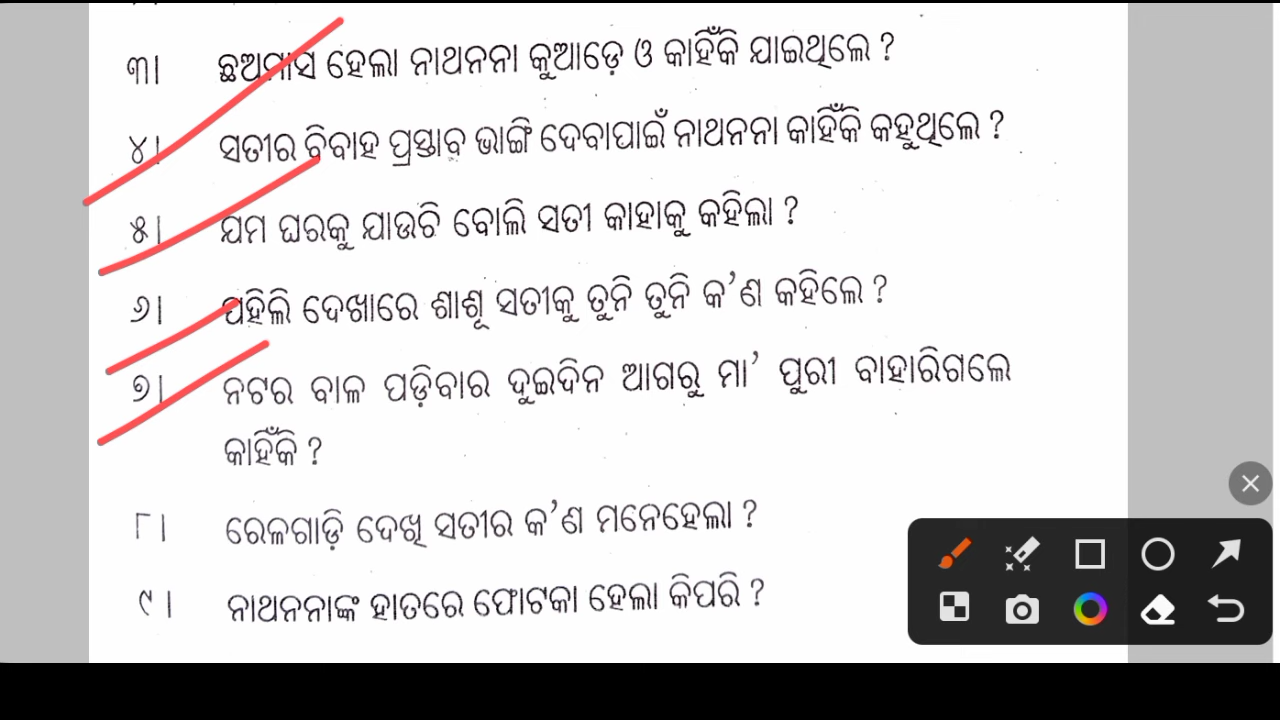 ୩। ଛଅମାସ ହେଲା ନାଥନନା କୁଆଡ଼େ ଓ କାହିଁକି ଯାଇଥିଲେ ?
୪। ସତୀର ବିବାହ ପ୍ରସ୍ତାବ ଭାଙ୍ଗି ଦେବାପାଇଁ ନାଥନନା କାହିଁକି କହୁଥିଲେ ?
୫। ଯମ ଘରକୁ ଯାଉଚି ବୋଲି ସତୀ କାହାକୁ କହିଲା ?
୬। ପହିଲି ଦେଖାରେ ଶାଶୂ ସତୀକୁ ତୁନି ତୁନି କ'ଣ କହିଲେ ?
୭। ନଟର ବାଳ ପଡ଼ିବାର ଦୁଇଦିନ ଆଗରୁ ମା' ପୁରୀ ବାହାରିଗଲେ
କାହିଁକି ?
୮। ରେଳଗାଡ଼ି ଦେଖି ସତୀର କ'ଣ ମନେହେଲା ?
୯। ନାଥନନାଙ୍କ ହାତରେ ଫୋଟକା ହେଲା କିପରି ?